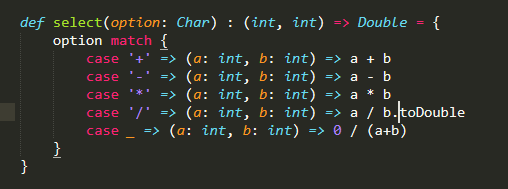 def select(option: Char) : (int, int) => Double = {
option match {
case '+' => (a: int, b: int) => a + b
case '-' => (a: int, b: int) => a - b
case '*' => (a: int, b: int) => a * b
case '/' => (a: int, b: int) => a / b.toDouble
case _ => (a: int, b: int) => 0 / (a+b)
}
}